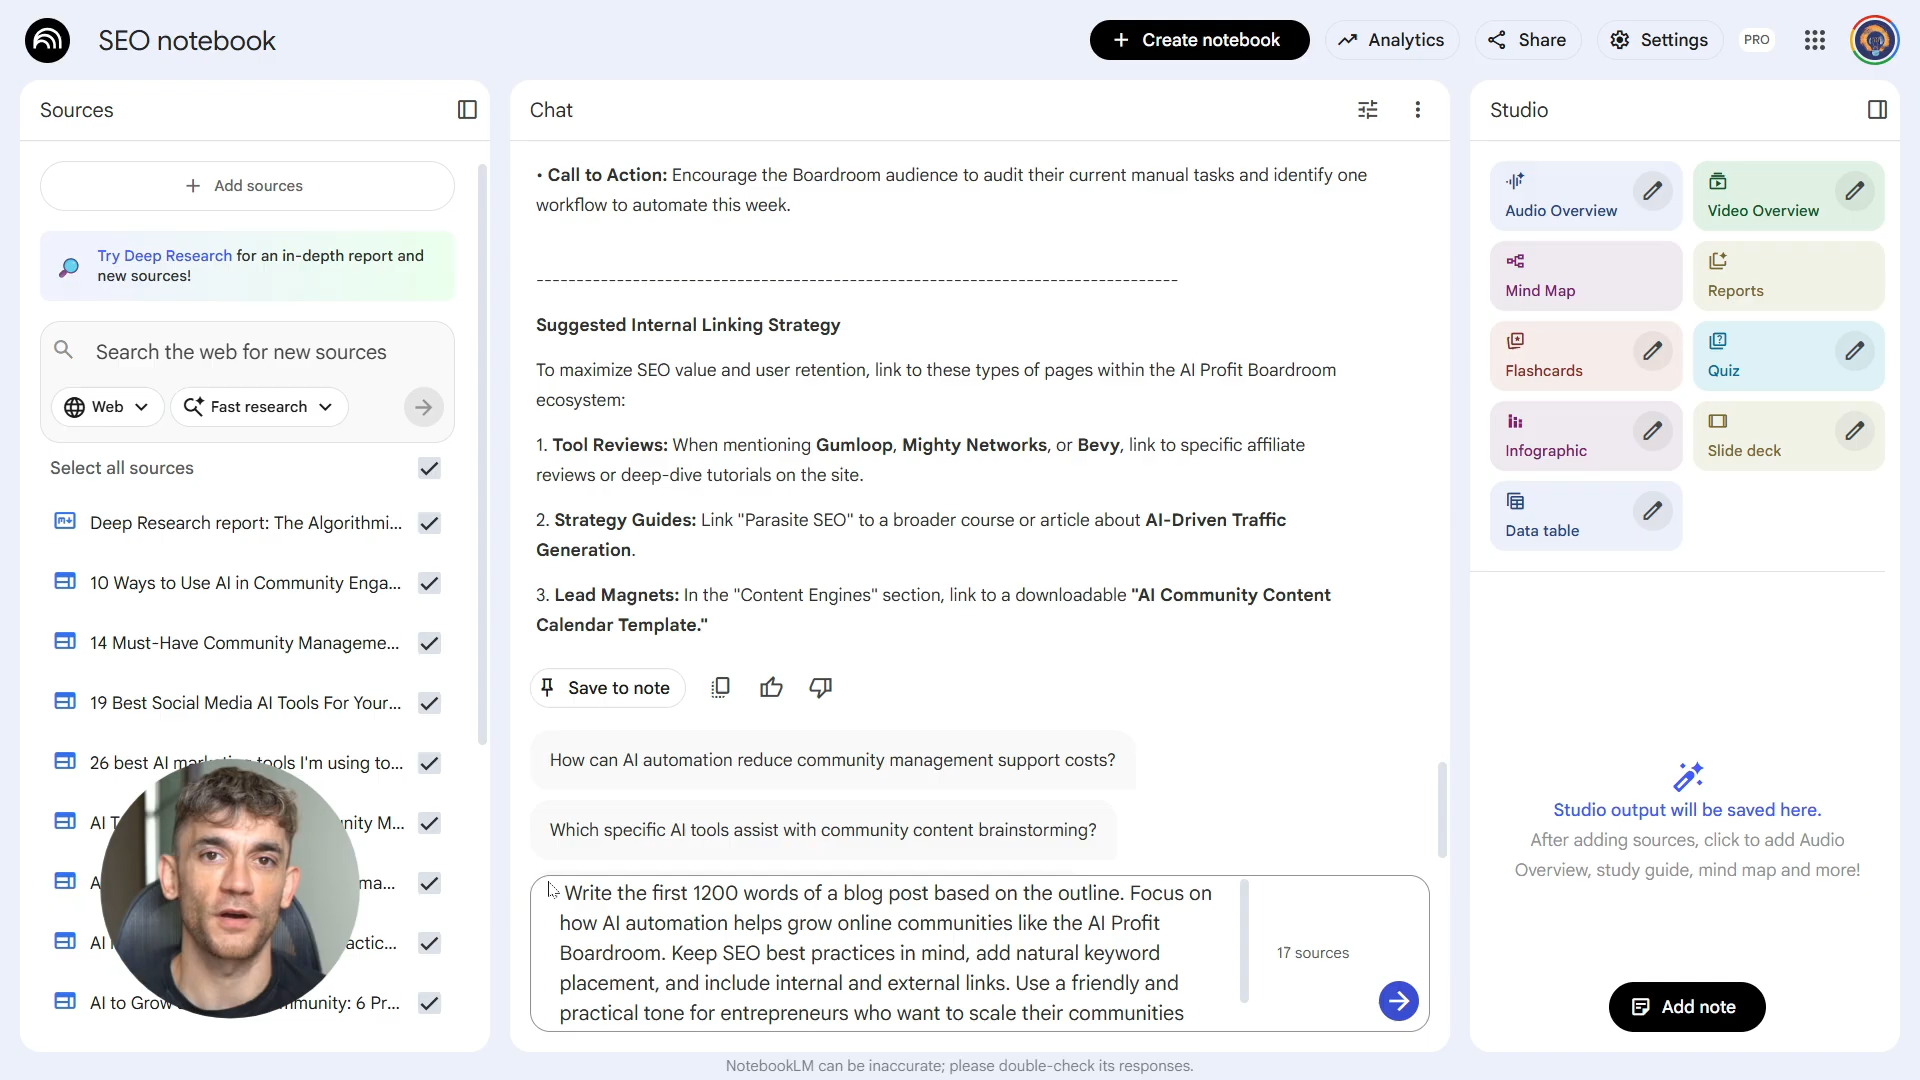 SEO notebook
Create notebook
Analytics
Share
Settings
PRO
Sources
Add sources
Try Deep Research for an in-depth report and
new sources!
Search the web for new sources
Web
Fast research
Select all sources
Deep Research report: The Algorithmi...
10 Ways to Use AI in Community Enga...
14 Must-Have Community Manageme...
19 Best Social Media AI Tools For Your...
26 best AI marketing tools I'm using to...
AI T nity M...
A ma...
AI actic...
AI to Grow mmunity: 6 Pr...
Chat
• Call to Action: Encourage the Boardroom audience to audit their current manual tasks and identify one
workflow to automate this week.
--------------------------------------------------------------------------------
Suggested Internal Linking Strategy
To maximize SEO value and user retention, link to these types of pages within the AI Profit Boardroom
ecosystem:
1. Tool Reviews: When mentioning Gumloop, Mighty Networks, or Bevy, link to specific affiliate
reviews or deep-dive tutorials on the site.
2. Strategy Guides: Link "Parasite SEO" to a broader course or article about AI-Driven Traffic
Generation.
3. Lead Magnets: In the "Content Engines" section, link to a downloadable "AI Community Content
Calendar Template."
Save to note
How can AI automation reduce community management support costs?
Which specific AI tools assist with community content brainstorming?
Write the first 1200 words of a blog post based on the outline. Focus on
how AI automation helps grow online communities like the AI Profit
Boardroom. Keep SEO best practices in mind, add natural keyword
placement, and include internal and external links. Use a friendly and
practical tone for entrepreneurs who want to scale their communities
17 sources
NotebookLM can be inaccurate; please double-check its responses.
Studio
Audio Overview
Video Overview
Mind Map
Reports
Flashcards
Quiz
Infographic
Slide deck
Data table
Studio output will be saved here.
After adding sources, click to add Audio
Overview, study guide, mind map and more!
Add note